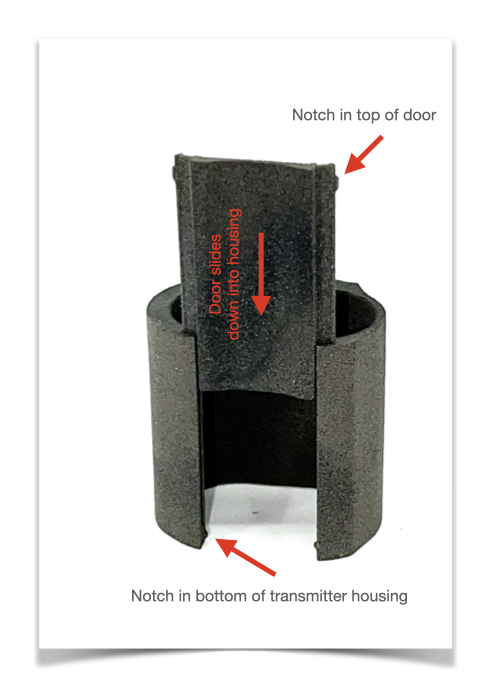 Notch in top of door
Door slides
down into housing
Notch in bottom of transmitter housing